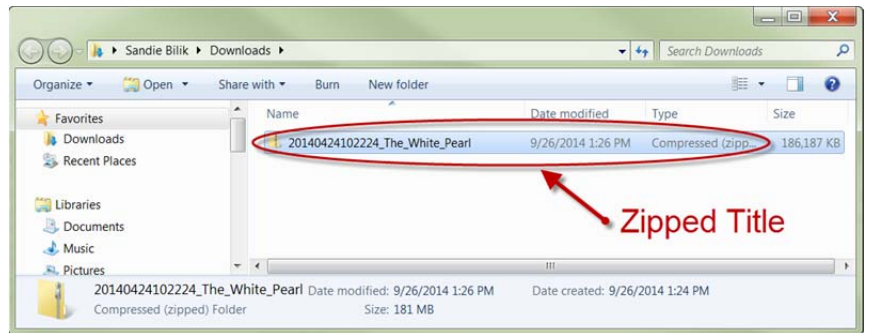 Sandie Bilik Downloads
Search Downloads
Organize Open Share with Burn New folder
Favorites
Downloads
Recent Places
Libraries
Documents
Music
Pictures
Name Date modified Type Size
20140424102224_The_White_Pearl 9/26/2014 1:26 PM Compressed (zipp... 186,187 KB
Zipped Title
20140424102224_The_White_Pearl Date modified: 9/26/2014 1:26 PM Date created: 9/26/2014 1:24 PM
Compressed (zipped) Folder Size: 181 MB